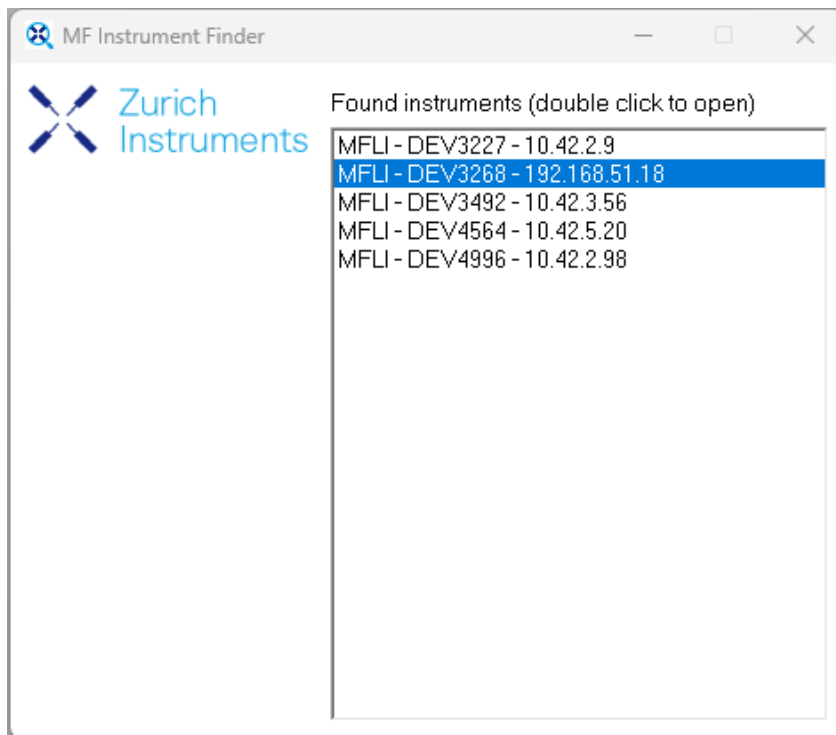 MF Instrument Finder
Zurich
Instruments
Found instruments (double click to open)
MFLI - DEV3227 - 10.42.2.9
MFLI - DEV3268 - 192.168.51.18
MFLI - DEV3492 - 10.42.3.56
MFLI - DEV4564 - 10.42.5.20
MFLI - DEV4996 - 10.42.2.98